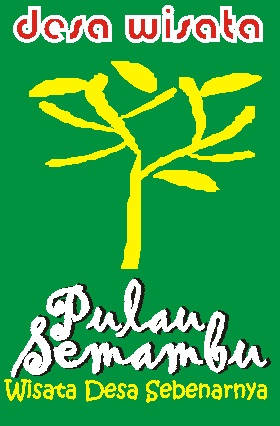 desa wisata
Pulau
Semambu
Wisata Desa Sebenarnya